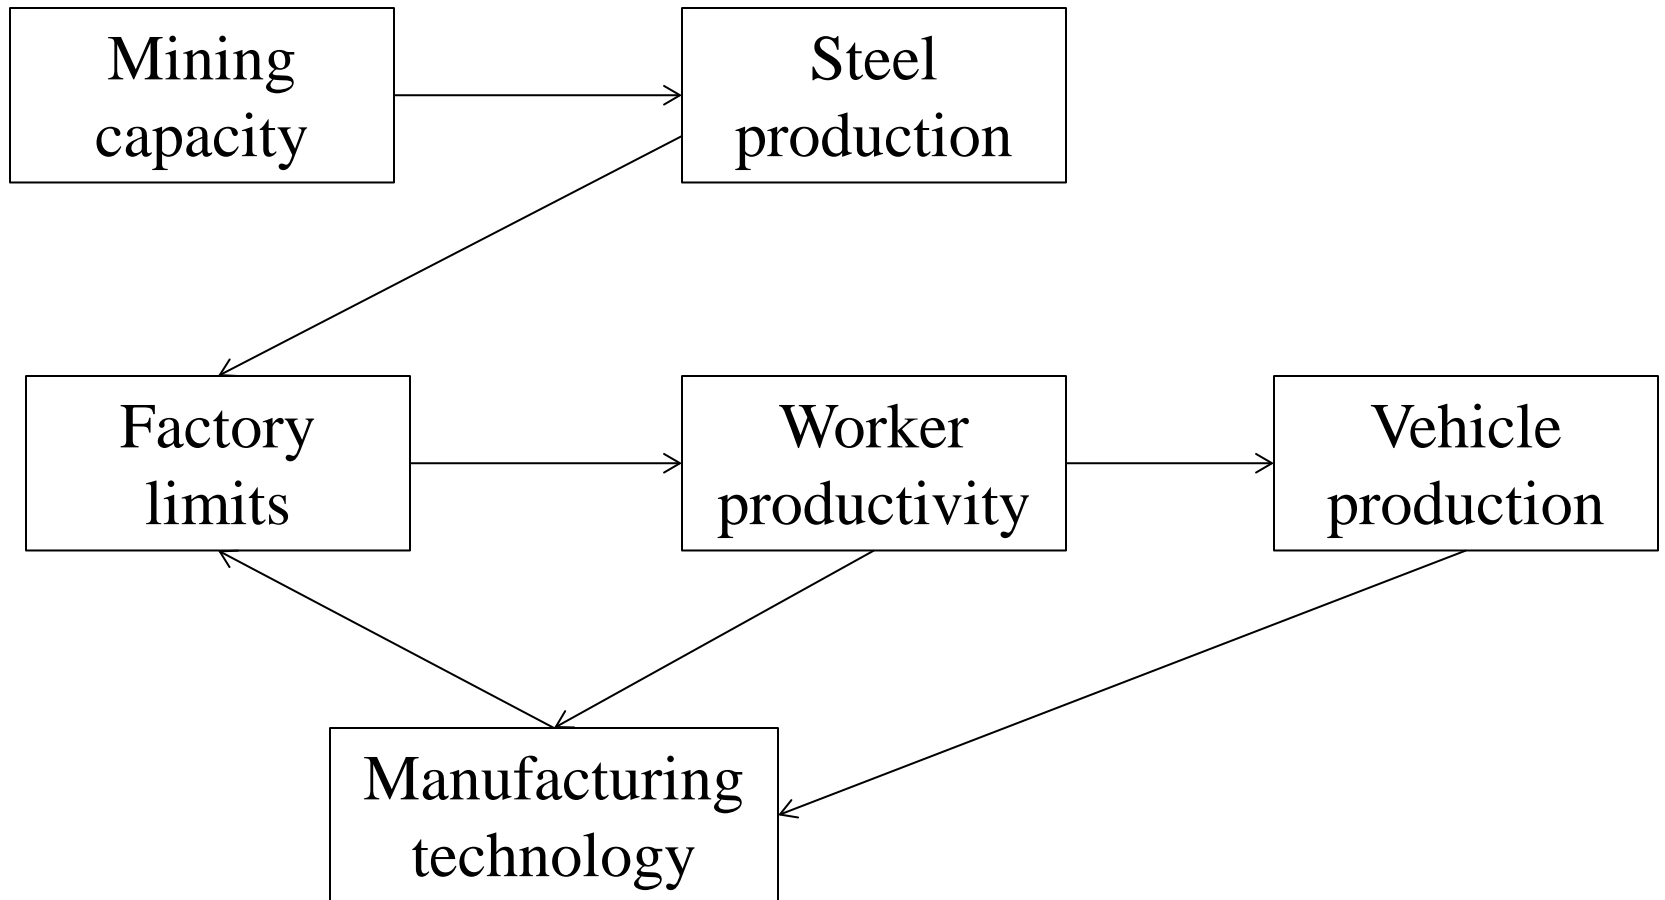 Mining
capacity
Steel
production
Factory
limits
Worker
productivity
Vehicle
production
Manufacturing
technology